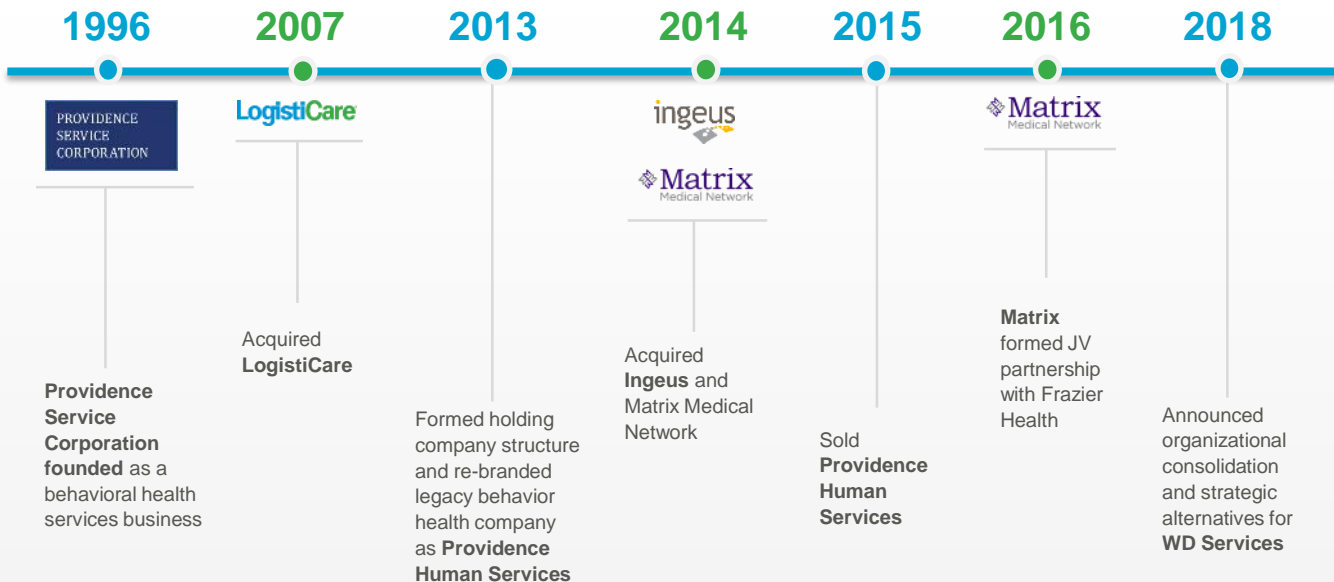 1996
2007
2013
2014
2015
2016
2018
PROVIDENCE
SERVICE
CORPORATION
LogistiCare
ingeus
Matrix
Medical Network
Matrix
Medical Network
Providence
Service
Corporation
founded as a
behavioral health
services business
Acquired
LogistiCare
Formed holding
company structure
and re-branded
legacy behavior
health company
as Providence
Human Services
Acquired
Ingeus and
Matrix Medical
Network
Sold
Providence
Human
Services
Matrix
formed JV
partnership
with Frazier
Health
Announced
organizational
consolidation
and strategic
alternatives for
WD Services